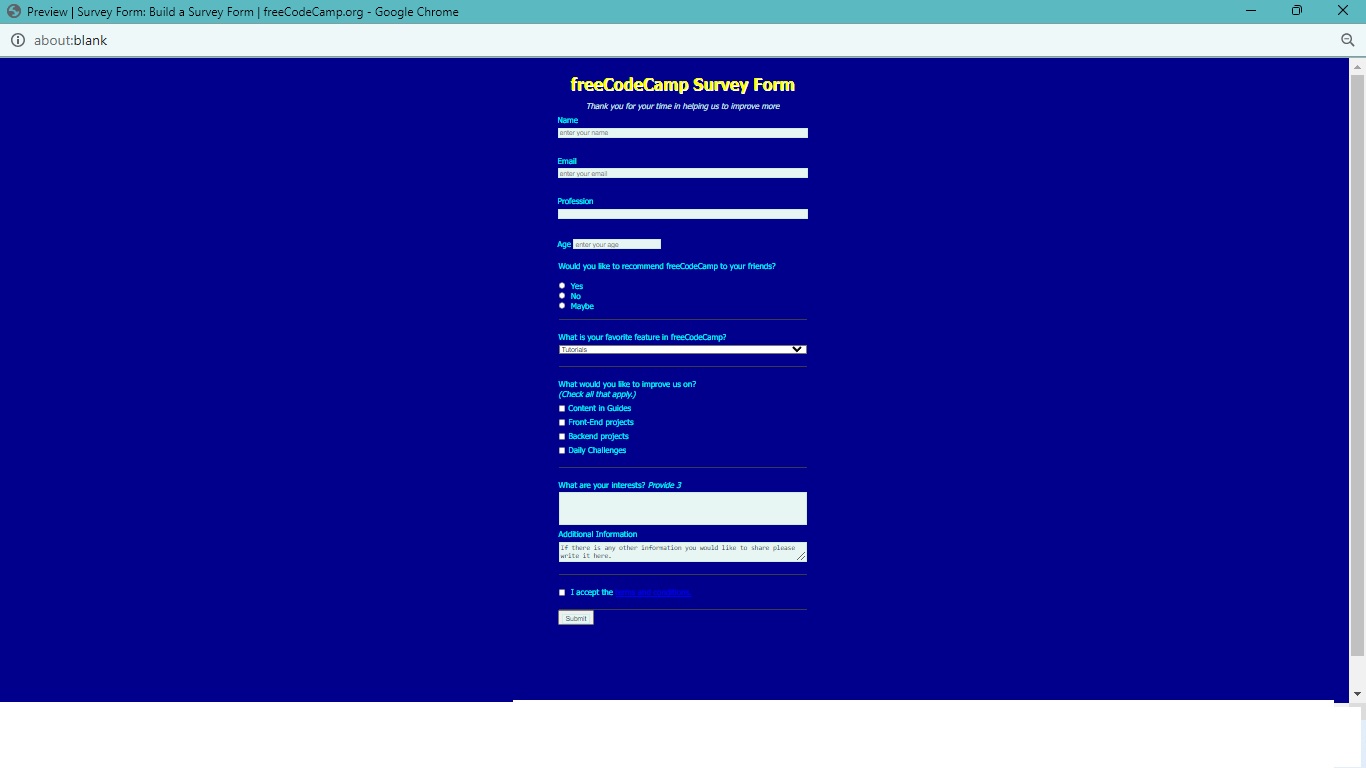 Preview | Survey Form: Build a Survey Form | freeCodeCamp.org - Google Chrome
about:blank
freeCodeCamp Survey Form
Thank you for your time in helping us to improve more
Name
enter your name
Email
enter your email
Profession
Age enter your age
Would you like to recommend freeCodeCamp to your friends?
Yes
No
Maybe
What is your favorite feature in freeCodeCamp?
Tutorials
What would you like to improve us on?
(Check all that apply.)
Content in Guides
Front-End projects
Backend projects
Daily Challenges
What are your interests? Provide 3
Additional Information
If there is any other information you would like to share please
write it here.
I accept the terms and conditions.
Submit